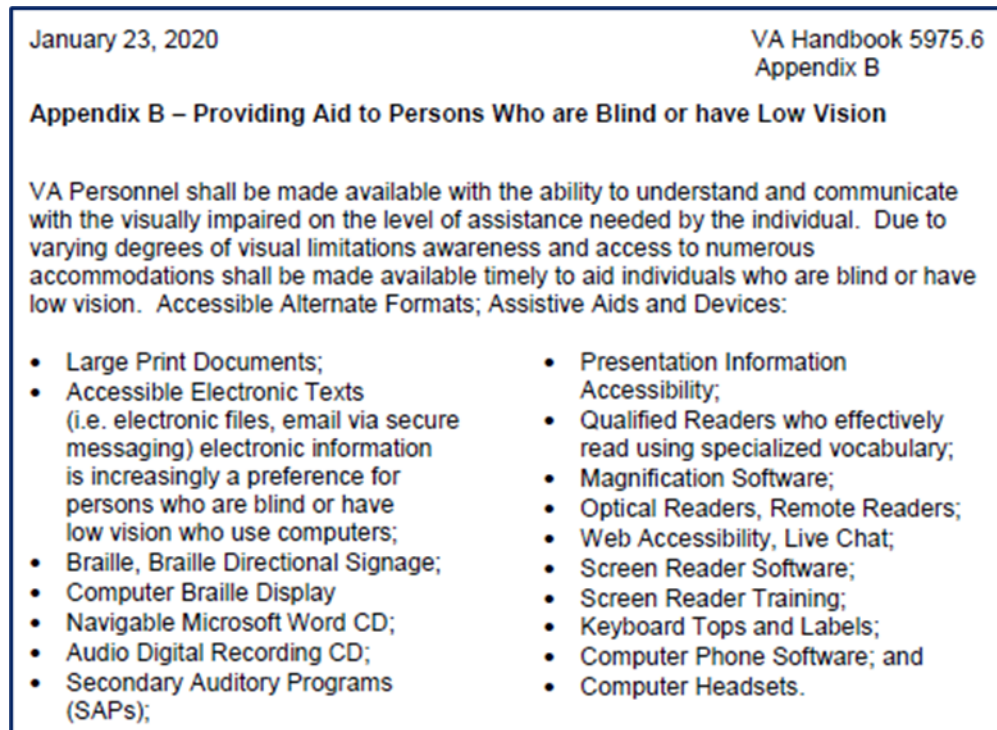 January 23, 2020
VA Handbook 5975.6
Appendix B
Appendix B – Providing Aid to Persons Who are Blind or have Low Vision
VA Personnel shall be made available with the ability to understand and communicate
with the visually impaired on the level of assistance needed by the individual.  Due to
varying degrees of visual limitations awareness and access to numerous
accommodations shall be made available timely to aid individuals who are blind or have
low vision.  Accessible Alternate Formats; Assistive Aids and Devices:
• Large Print Documents;
• Accessible Electronic Texts
(i.e. electronic files, email via secure
messaging) electronic information
is increasingly a preference for
persons who are blind or have
low vision who use computers;
• Braille, Braille Directional Signage;
• Computer Braille Display
• Navigable Microsoft Word CD;
• Audio Digital Recording CD;
• Secondary Auditory Programs
(SAPs);
• Presentation Information
Accessibility;
• Qualified Readers who effectively
read using specialized vocabulary;
• Magnification Software;
• Optical Readers, Remote Readers;
• Web Accessibility, Live Chat;
• Screen Reader Software;
• Screen Reader Training;
• Keyboard Tops and Labels;
• Computer Phone Software; and
• Computer Headsets.